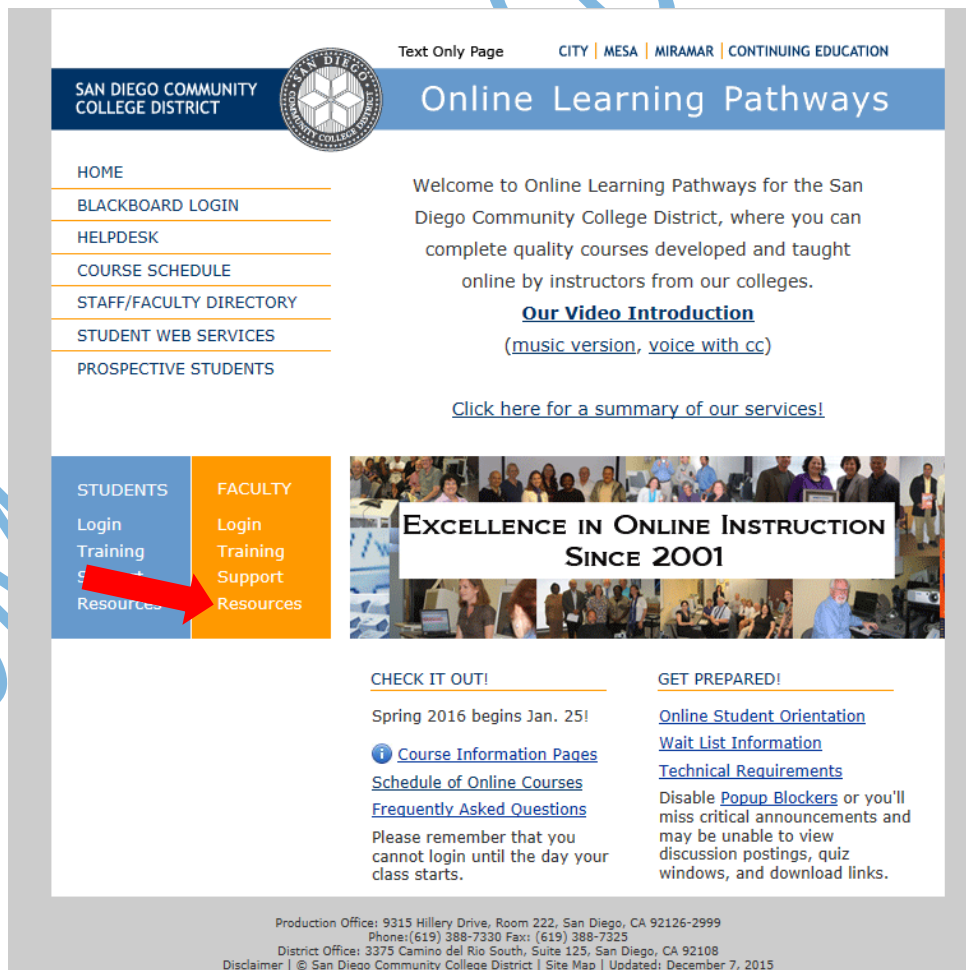 Text Only Page
CITY | MESA | MIRAMAR | CONTINUING EDUCATION
SAN DIEGO COMMUNITY
COLLEGE DISTRICT
SAN DIEGO
COMMUNITY COLLEGE DISTRICT
Online Learning Pathways
HOME
BLACKBOARD LOGIN
HELPDESK
COURSE SCHEDULE
STAFF/FACULTY DIRECTORY
STUDENT WEB SERVICES
PROSPECTIVE STUDENTS
Welcome to Online Learning Pathways for the San
Diego Community College District, where you can
complete quality courses developed and taught
online by instructors from our colleges.
Our Video Introduction
(music version, voice with cc)
Click here for a summary of our services!
STUDENTS
Login
Training
Resources
FACULTY
Login
Training
Support
Resources
EXCELLENCE IN ONLINE INSTRUCTION
SINCE 2001
CHECK IT OUT!
Spring 2016 begins Jan. 25!
i Course Information Pages
Schedule of Online Courses
Frequently Asked Questions
Please remember that you
cannot login until the day your
class starts.
GET PREPARED!
Online Student Orientation
Wait List Information
Technical Requirements
Disable Popup Blockers or you'll
miss critical announcements and
may be unable to view
discussion postings, quiz
windows, and download links.
Production Office: 9315 Hillery Drive, Room 222, San Diego, CA 92126-2999
Phone:(619) 388-7330 Fax: (619) 388-7325
District Office: 3375 Camino del Rio South, Suite 125, San Diego, CA 92108
Disclaimer | © San Diego Community College District | Site Map | Updated: December 7, 2015